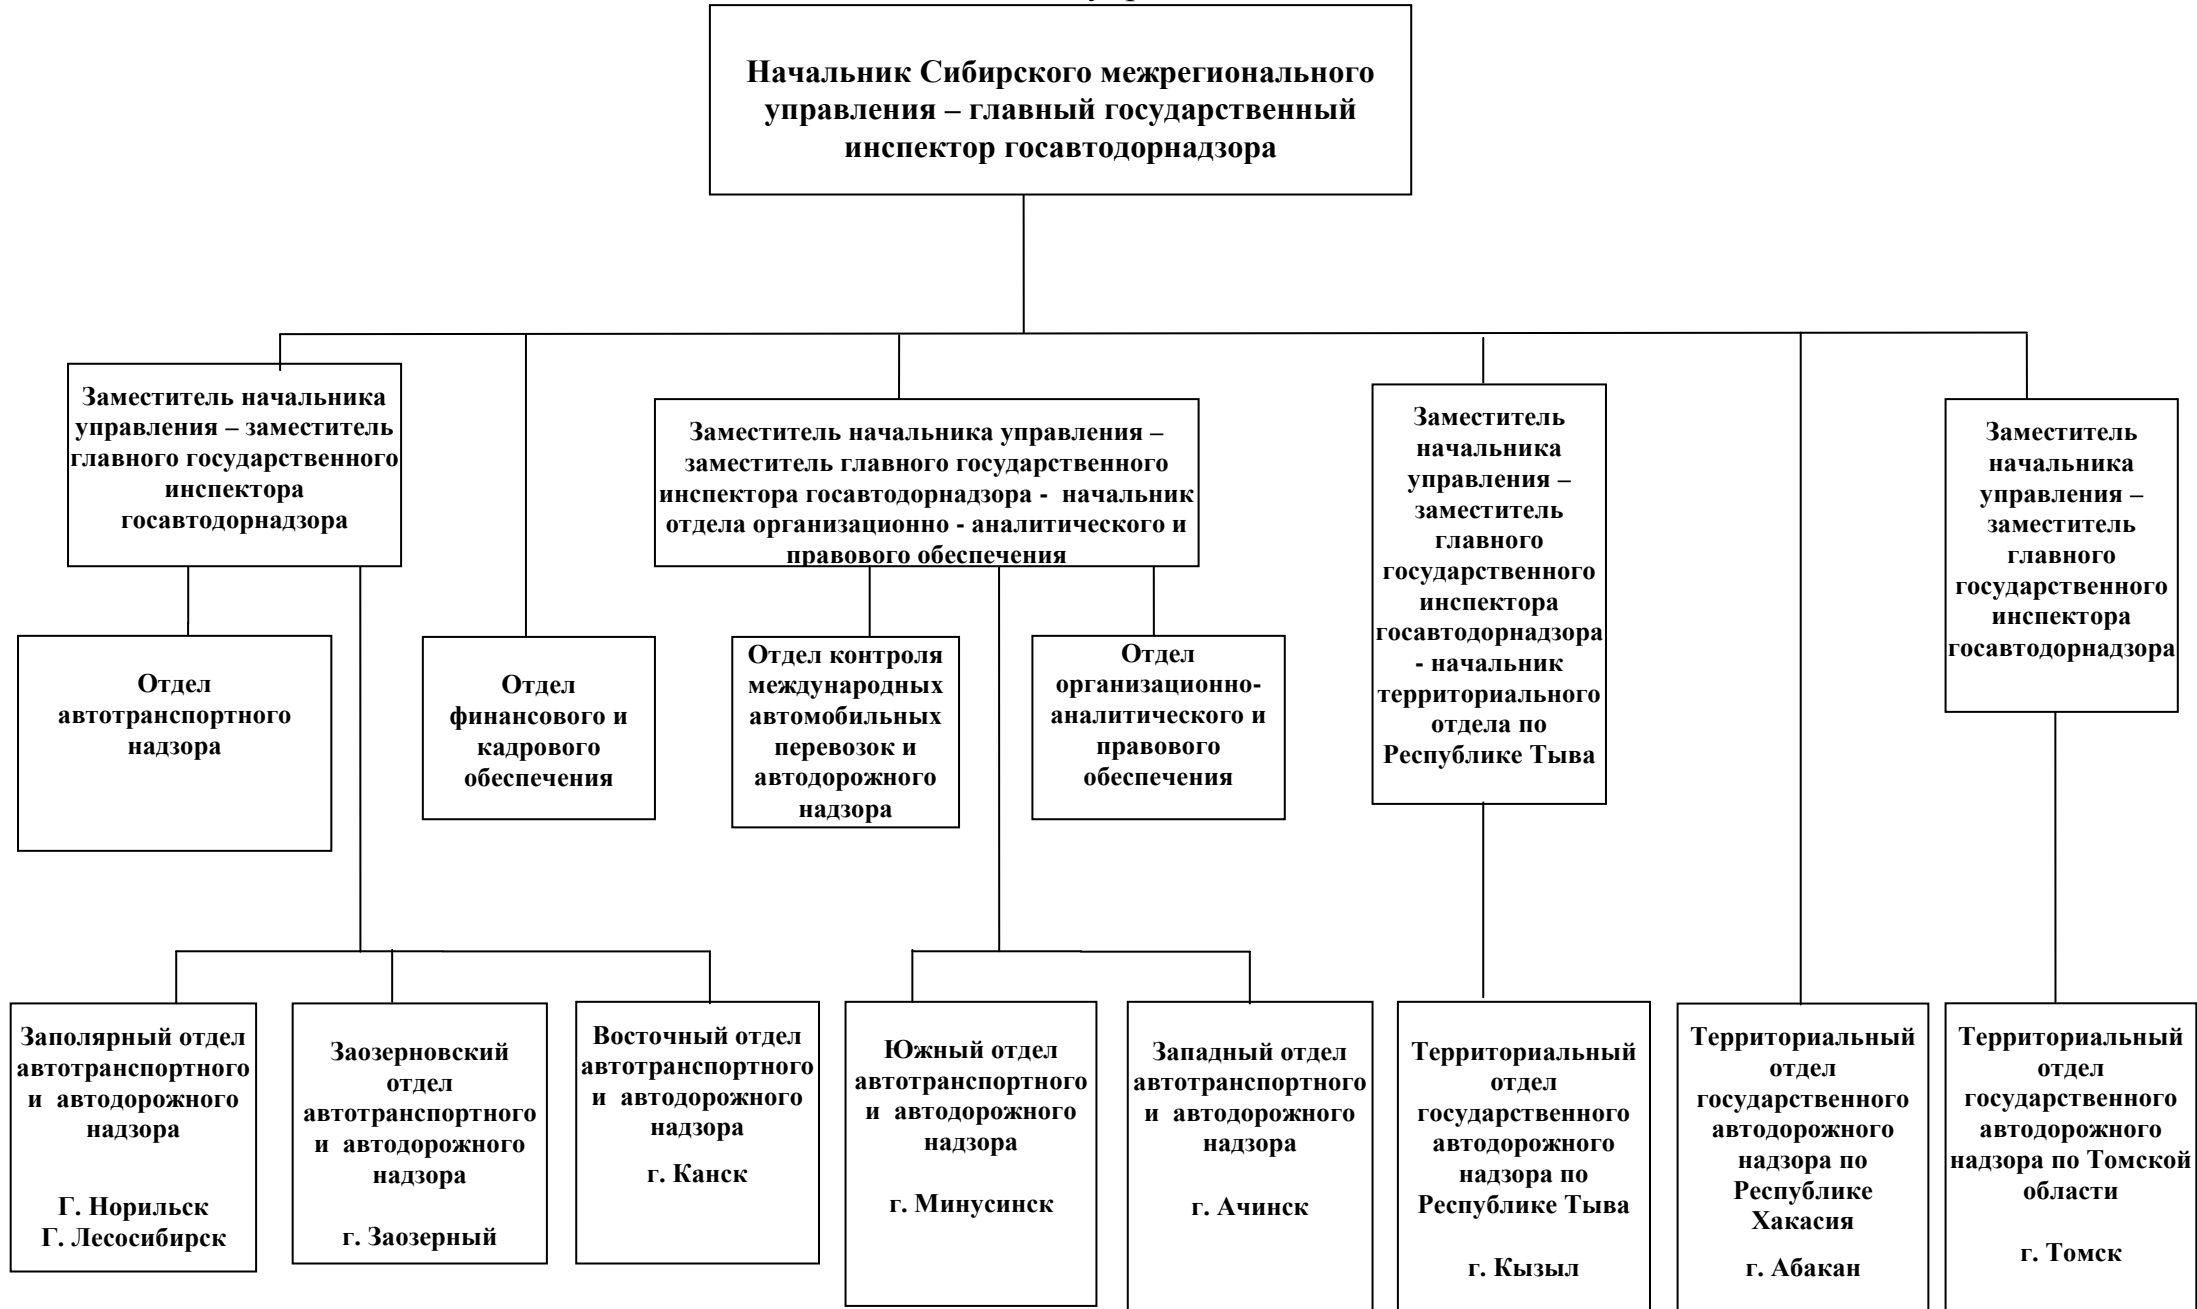 Начальник Сибирского межрегионального
управления – главный государственный
инспектор госавтодорнадзора
Заместитель начальника
управления – заместитель
главного государственного
инспектора
госавтодорнадзора
Заместитель начальника управления –
заместитель главного государственного
инспектора госавтодорнадзора - начальник
отдела организационно - аналитического и
правового обеспечения
Заместитель
начальника
управления –
заместитель
главного
государственного
инспектора
госавтодорнадзора
- начальник
территориального
отдела по
Республике Тыва
Заместитель
начальника
управления –
заместитель
главного
государственного
инспектора
госавтодорнадзора
Отдел
автотранспортного
надзора
Отдел
финансового и
кадрового
обеспечения
Отдел контроля
международных
автомобильных
перевозок и
автодорожного
надзора
Отдел
организационно-
аналитического и
правового
обеспечения
Заполярный отдел
автотранспортного
и автодорожного
надзора
Г. Норильск
Г. Лесосибирск
Заозерновский
отдел
автотранспортного
и автодорожного
надзора
г. Заозерный
Восточный отдел
автотранспортного
и автодорожного
надзора
г. Канск
Южный отдел
автотранспортного
и автодорожного
надзора
г. Минусинск
Западный отдел
автотранспортного
и автодорожного
надзора
г. Ачинск
Территориальный
отдел
государственного
автодорожного
надзора по
Республике Тыва
г. Кызыл
Территориальный
отдел
государственного
автодорожного
надзора по
Республике
Хакасия
г. Абакан
Территориальный
отдел
государственного
автодорожного
надзора по Томской
области
г. Томск